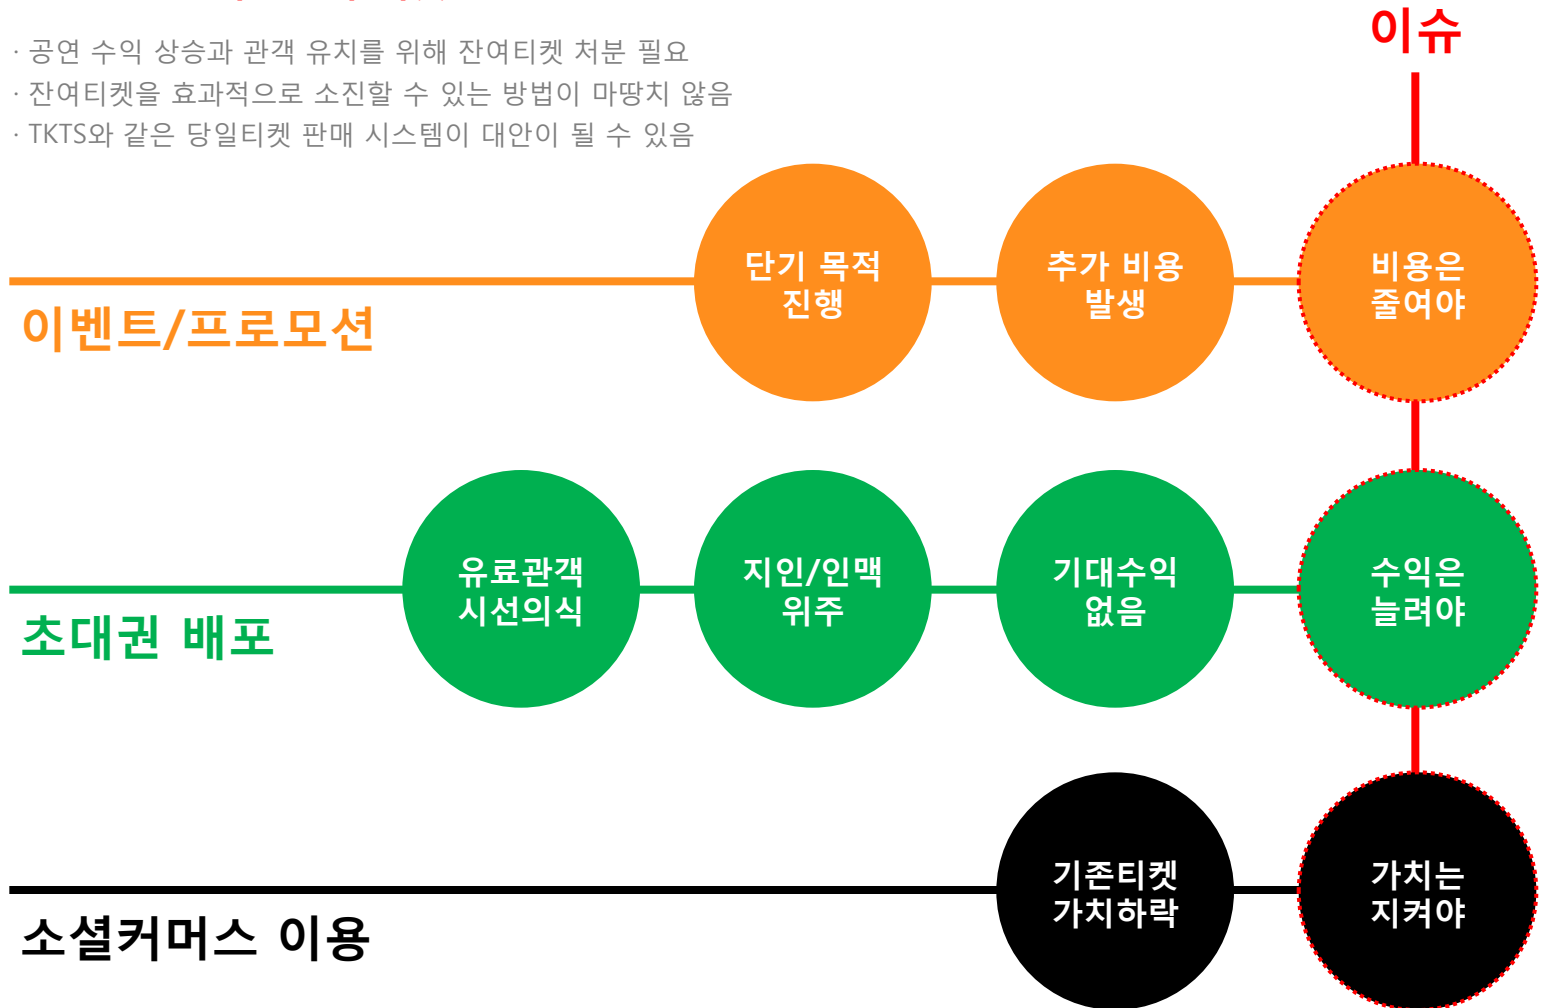 이슈
· 공연 수익 상승과 관객 유치를 위해 잔여티켓 처분 필요
· 잔여티켓을 효과적으로 소진할 수 있는 방법이 마땅치 않음
· TKTS와 같은 당일티켓 판매 시스템이 대안이 될 수 있음
이벤트/프로모션
단기 목적
진행
추가 비용
발생
비용은
줄여야
초대권 배포
유료관객
시선의식
지인/인맥
위주
기대수익
없음
수익은
늘려야
소셜커머스 이용
기존티켓
가치하락
가치는
지켜야